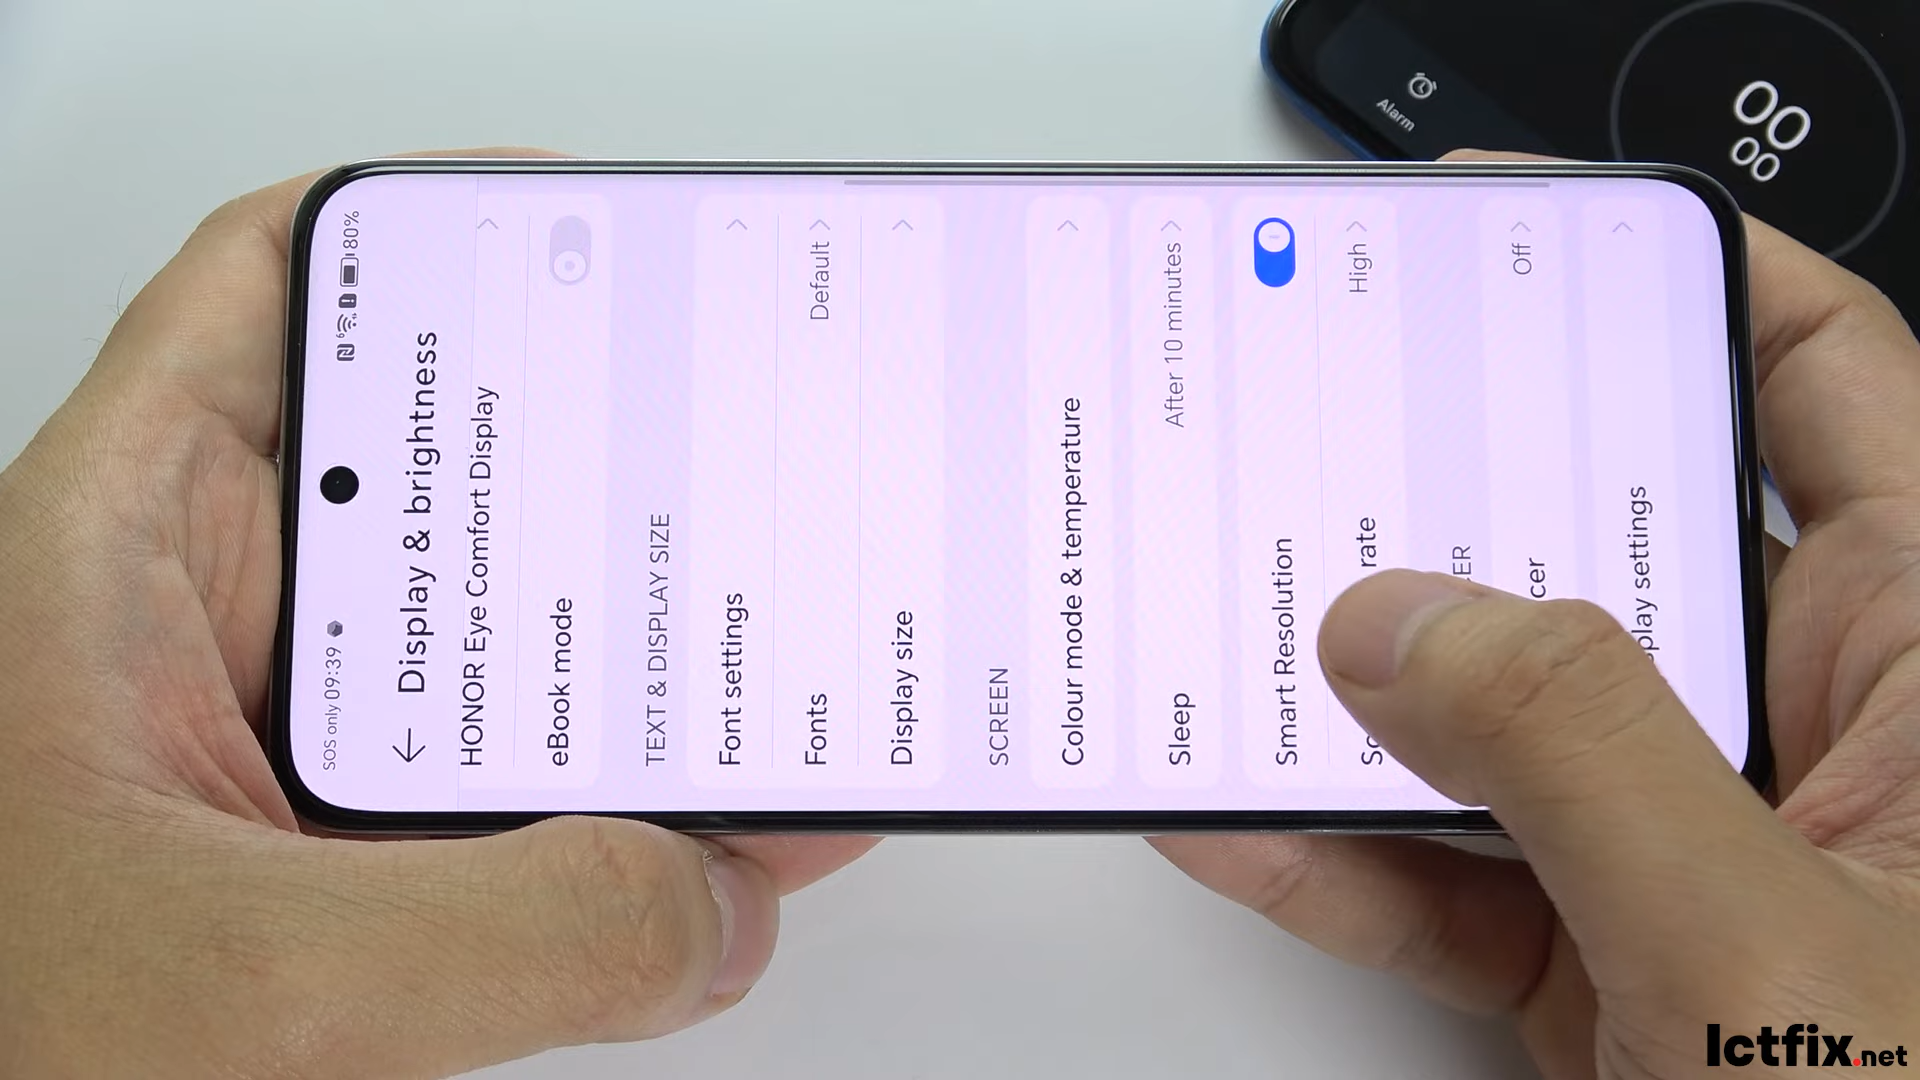 SOS only 09:39
80%
Display & brightness
HONOR Eye Comfort Display
eBook mode
TEXT & DISPLAY SIZE
Font settings
Fonts Default
Display size
SCREEN
Colour mode & temperature
Sleep After 10 minutes
Smart Resolution
rate High
Off
settings
Alarm
00
00
Ictfix.net